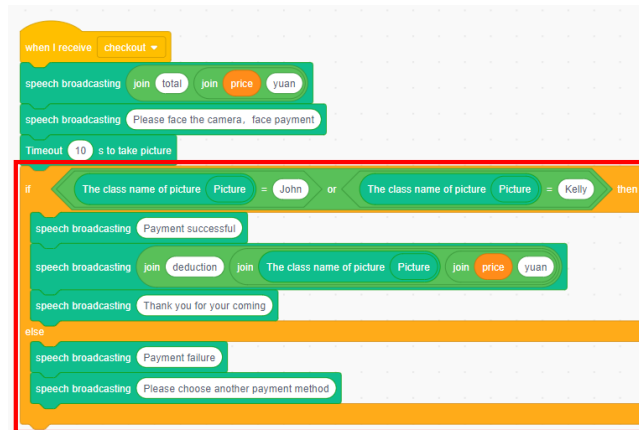 when I receive checkout
speech broadcasting join total join price yuan
speech broadcasting Please face the camera, face payment
Timeout 10 s to take picture
if The class name of picture Picture = John or The class name of picture Picture = Kelly then
speech broadcasting Payment successful
speech broadcasting join deduction join The class name of picture Picture join price yuan
speech broadcasting Thank you for your coming
else
speech broadcasting Payment failure
speech broadcasting Please choose another payment method